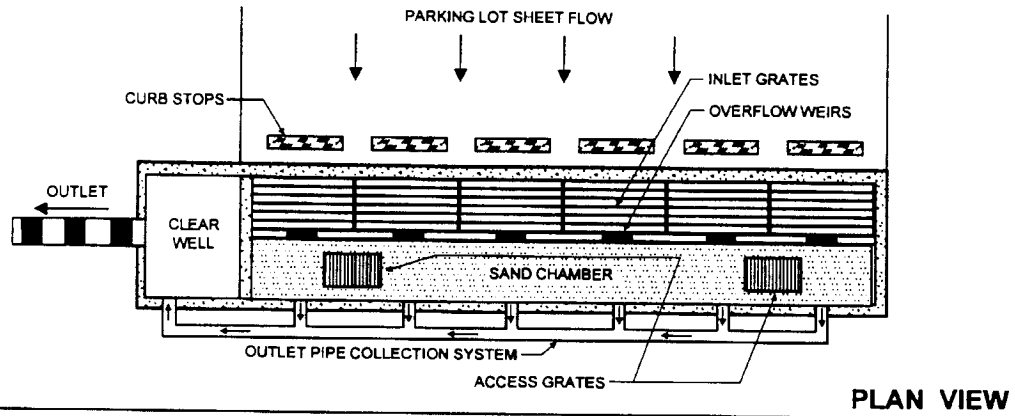 PARKING LOT SHEET FLOW
INLET GRATES
CURB STOPS
OVERFLOW WEIRS
OUTLET
CLEAR
WELL
SAND CHAMBER
OUTLET PIPE COLLECTION SYSTEM
ACCESS GRATES
PLAN VIEW